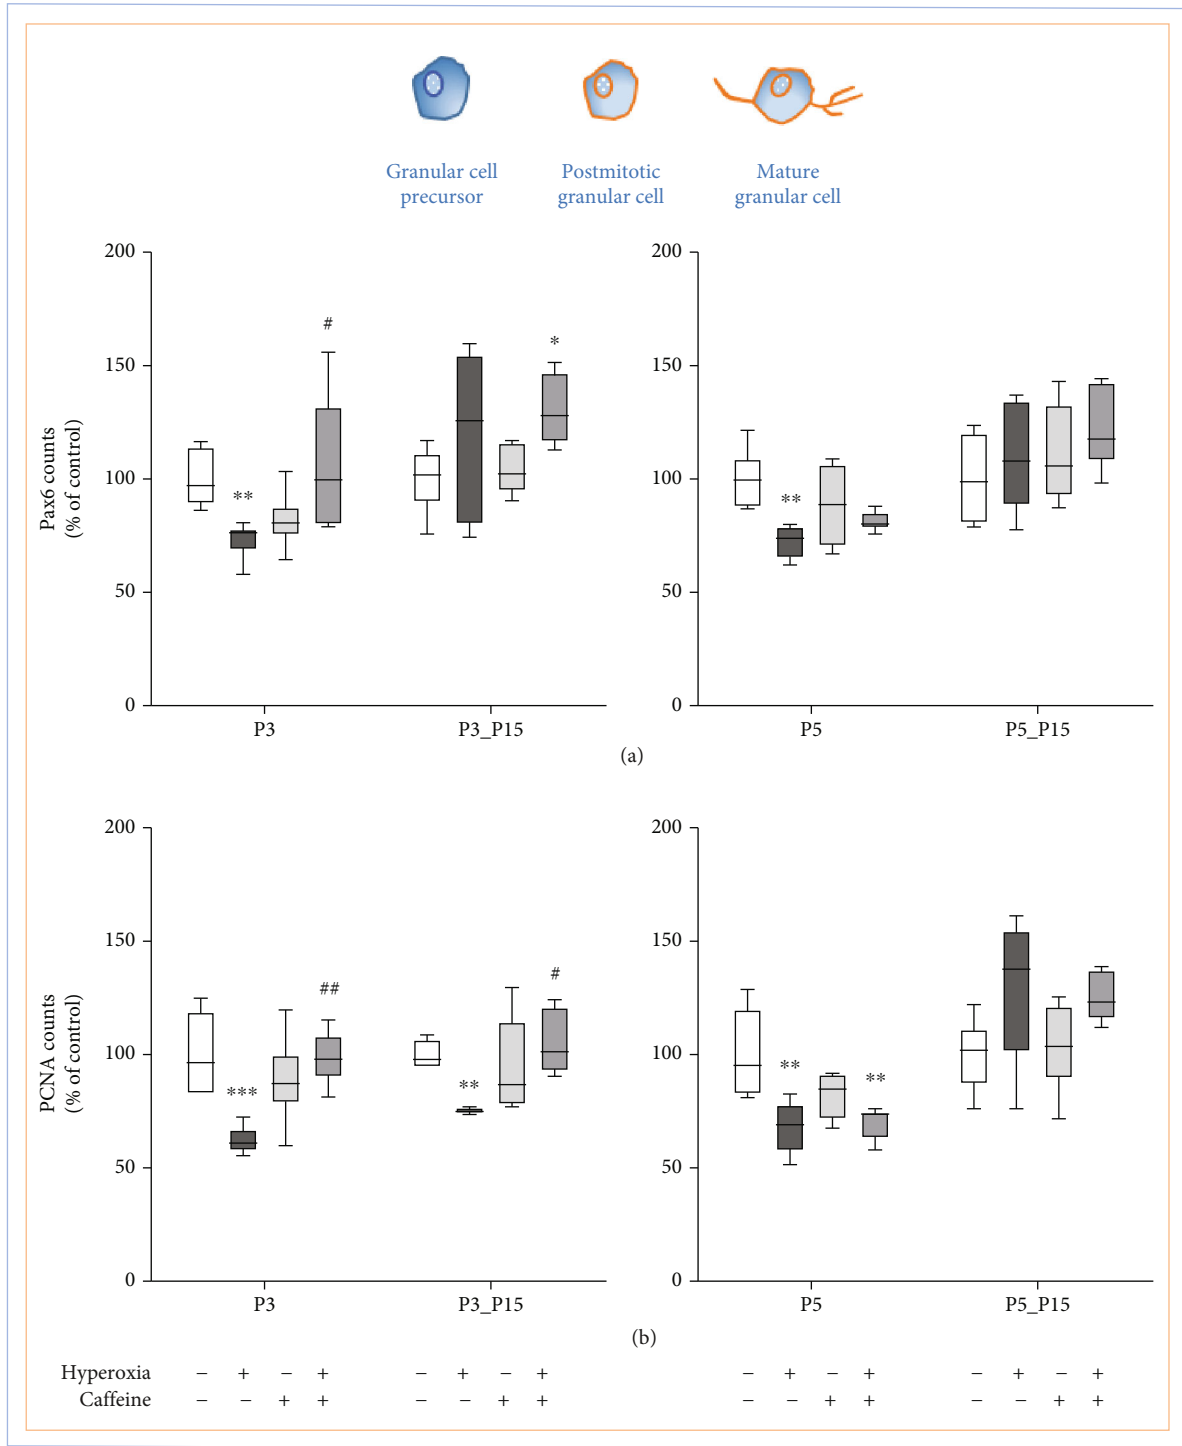 Granular cell
precursor
Postmitotic
granular cell
Mature
granular cell
Pax6 counts
(% of control)
200
150
100
50
0
**
#
*
P3
P3_P15
200
150
100
50
0
**
P5
P5_P15
(a)
PCNA counts
(% of control)
200
150
100
50
0
***
##
**
#
P3
P3_P15
200
150
100
50
0
**
**
P5
P5_P15
(b)
Hyperoxia − + − + − + − + − + − + − + − +
Caffeine − − + + − − + + − − + + − − + +